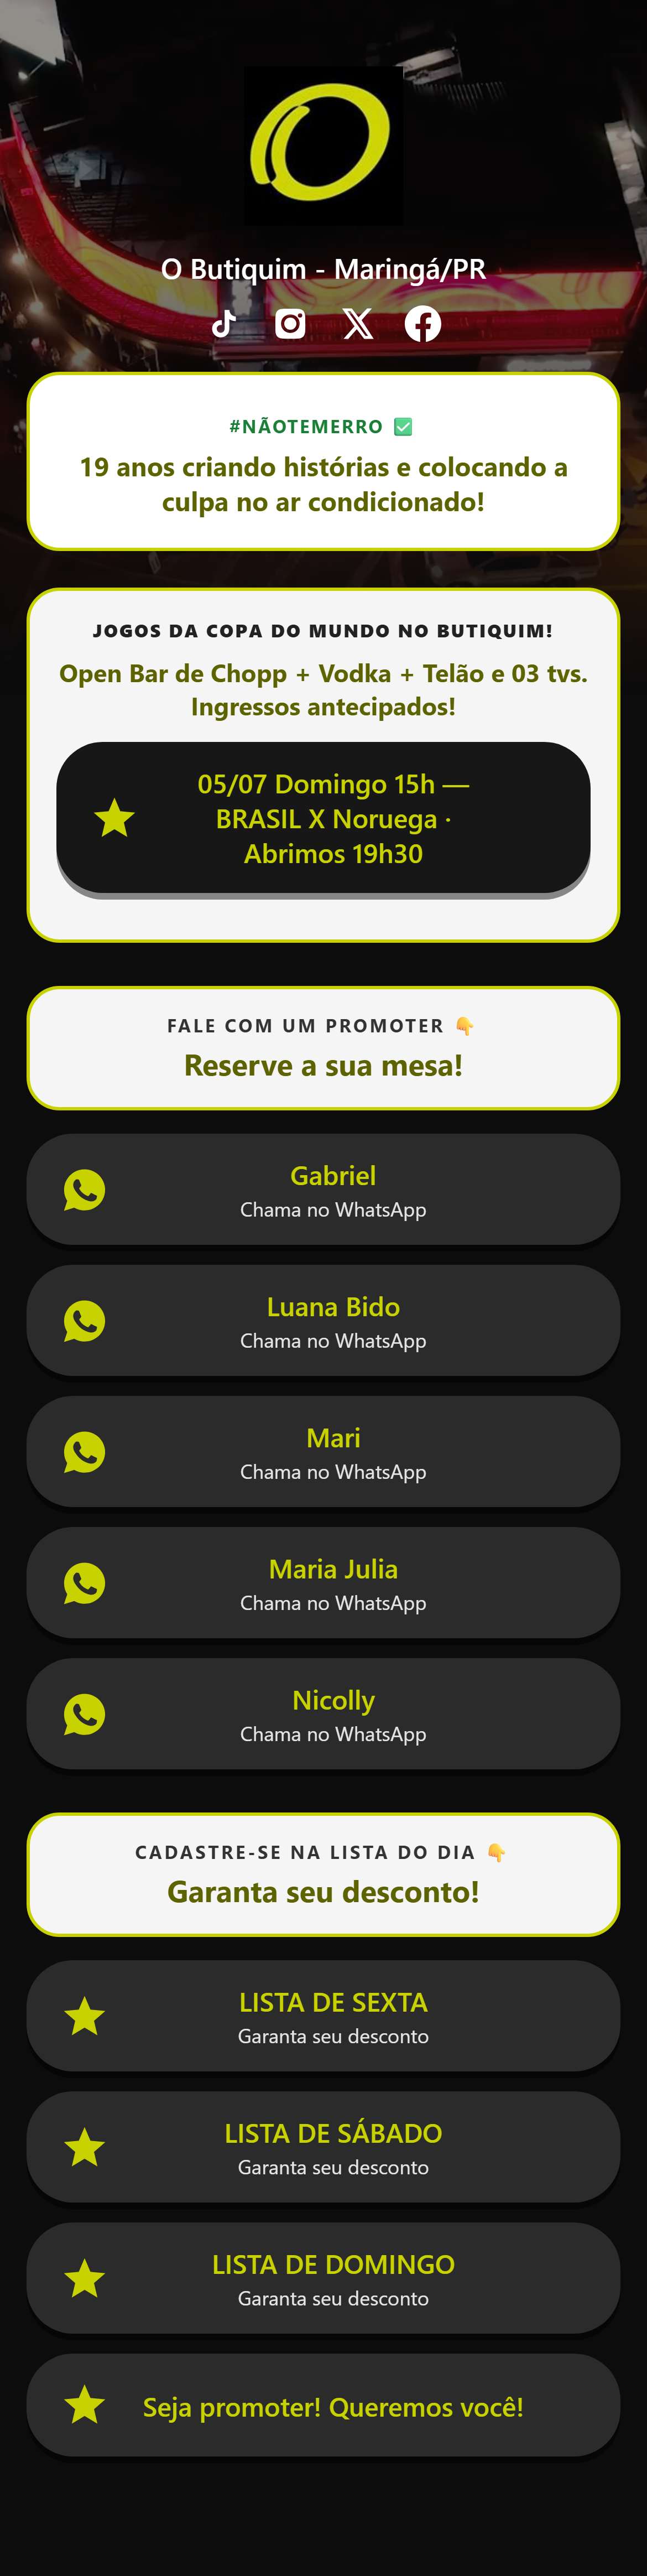 O Butiquim - Maringá/PR
#NÃOTEMERRO ✅
19 anos criando histórias e colocando a
culpa no ar condicionado!
JOGOS DA COPA DO MUNDO NO BUTIQUIM!
Open Bar de Chopp + Vodka + Telão e 03 tvs.
Ingressos antecipados!
05/07 Domingo 15h —
BRASIL X Noruega ·
Abrimos 19h30
FALE COM UM PROMOTER 👇
Reserve a sua mesa!
Gabriel
Chama no WhatsApp
Luana Bido
Chama no WhatsApp
Mari
Chama no WhatsApp
Maria Julia
Chama no WhatsApp
Nicolly
Chama no WhatsApp
CADASTRE-SE NA LISTA DO DIA 👇
Garanta seu desconto!
LISTA DE SEXTA
Garanta seu desconto
LISTA DE SÁBADO
Garanta seu desconto
LISTA DE DOMINGO
Garanta seu desconto
Seja promoter! Queremos você!